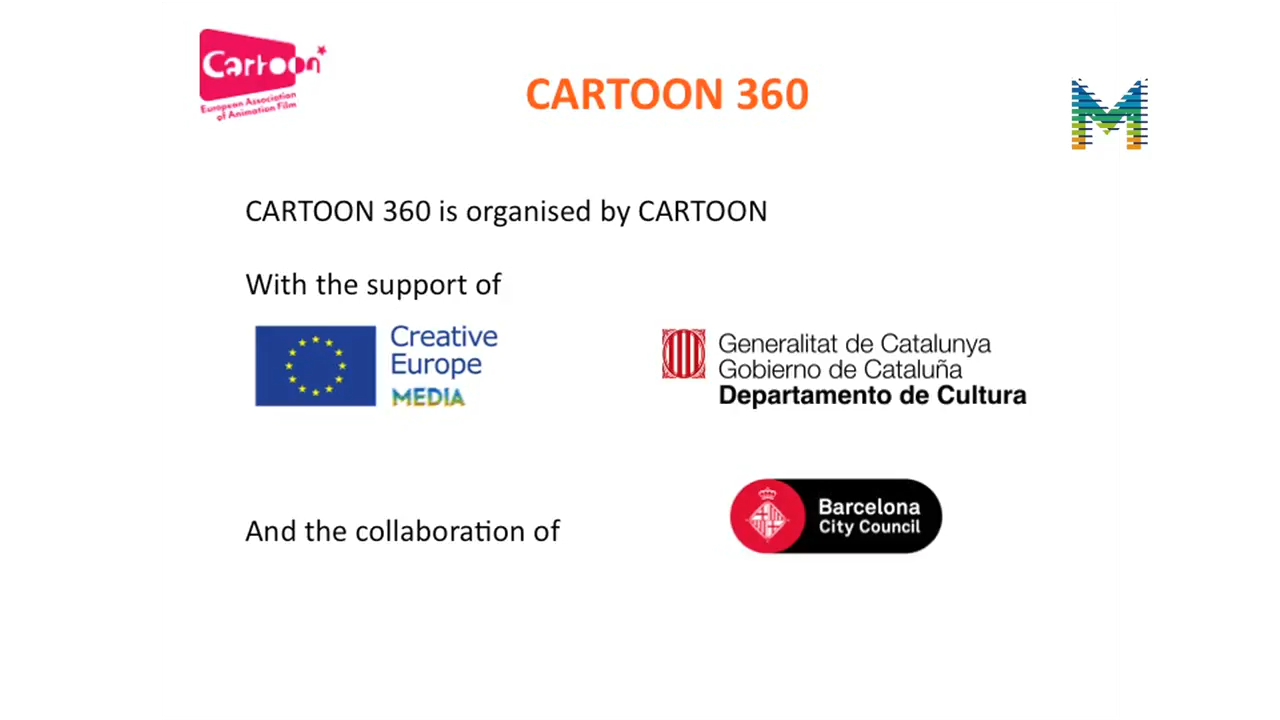 Cartoon
European Association
of Animation Film
CARTOON 360
M
CARTOON 360 is organised by CARTOON
With the support of
Creative
Europe
MEDIA
Generalitat de Catalunya
Gobierno de Cataluña
Departamento de Cultura
And the collaboration of
Barcelona
City Council